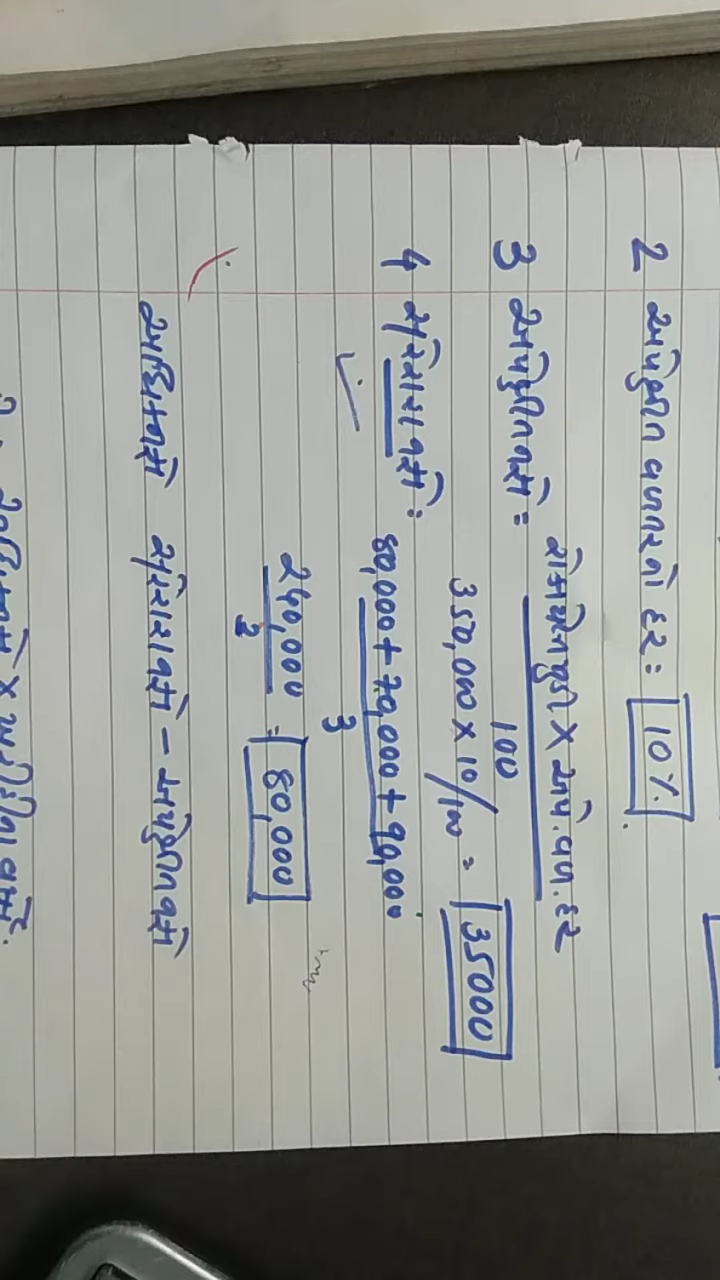 2 અપેક્ષીત વળતરનો દર = 10%.
3 અપેક્ષીતનફો = રોકાયેલમુડી × અપે. વળ. દર
100
350,000 × 10/100 = 35000
4 સરેરાશ નફો = 80,000 + 70,000 + 90,000
3
240,000 = 80,000
અધિકનફો સરેરાશનફો - અપેક્ષીતનફો